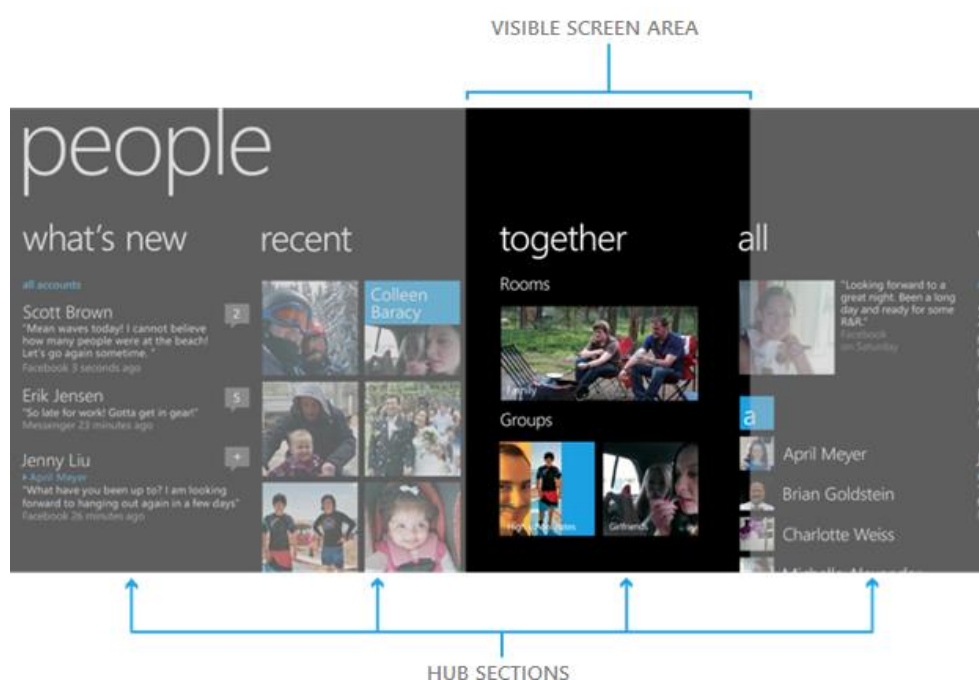 VISIBLE SCREEN AREA
people
what's new
all accounts
Scott Brown
2
"Mean waves today! I cannot believe
how many people were at the beach!
Let's go again sometime. "
Facebook 3 seconds ago
Erik Jensen
5
"So late for work! Gotta get in gear!"
Messenger 23 minutes ago
Jenny Liu
+
April Meyer
"What have you been up to? I am looking
forward to hanging out again in a few days"
Facebook 26 minutes ago
recent
Colleen
Baracy
together
Rooms
Family
Groups
Girlfriends
all
"Looking forward to a
great night. Been a long
day and ready for some
R&R."
Facebook
on Saturday
a
April Meyer
Brian Goldstein
Charlotte Weiss
HUB SECTIONS